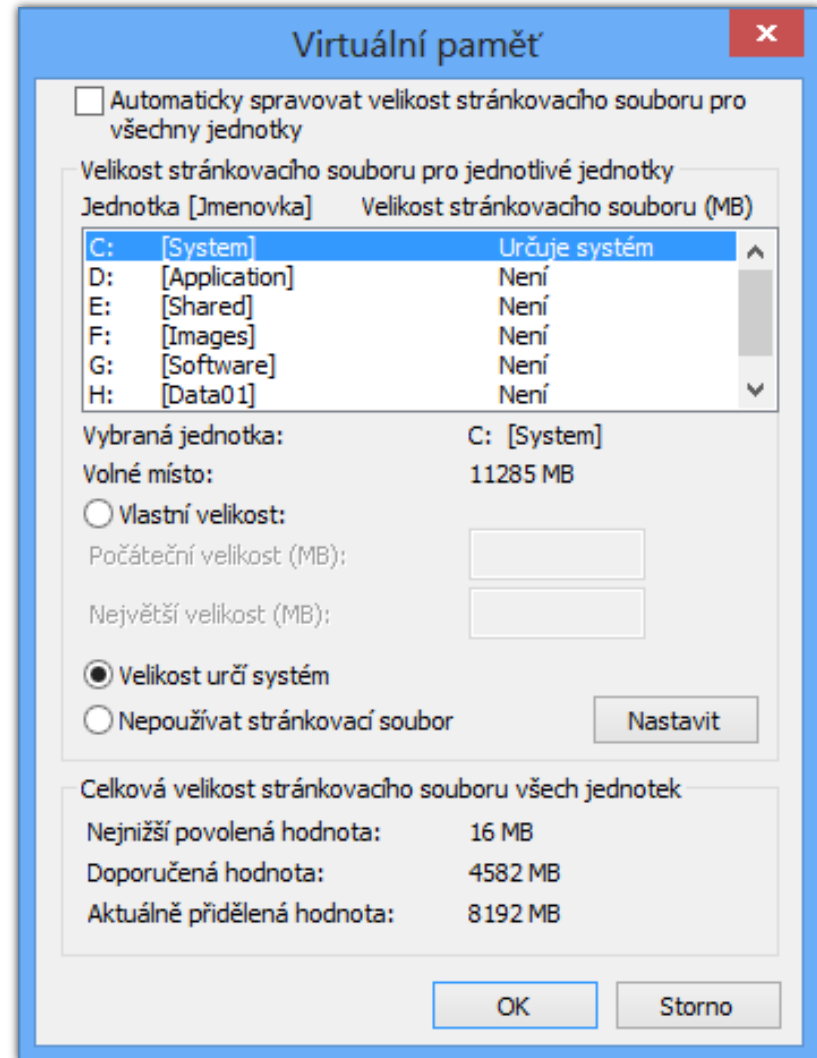 Virtuální paměť
Automaticky spravovat velikost stránkovacího souboru pro
všechny jednotky
Velikost stránkovacího souboru pro jednotlivé jednotky
Jednotka [Jmenovka] Velikost stránkovacího souboru (MB)
C: [System] Určuje systém
D: [Application] Není
E: [Shared] Není
F: [Images] Není
G: [Software] Není
H: [Data01] Není
Vybraná jednotka: C: [System]
Volné místo: 11285 MB
Vlastní velikost:
Počáteční velikost (MB):
Největší velikost (MB):
Velikost určí systém
Nepoužívat stránkovací soubor Nastavit
Celková velikost stránkovacího souboru všech jednotek
Nejnižší povolená hodnota: 16 MB
Doporučená hodnota: 4582 MB
Aktuálně přidělená hodnota: 8192 MB
OK Storno